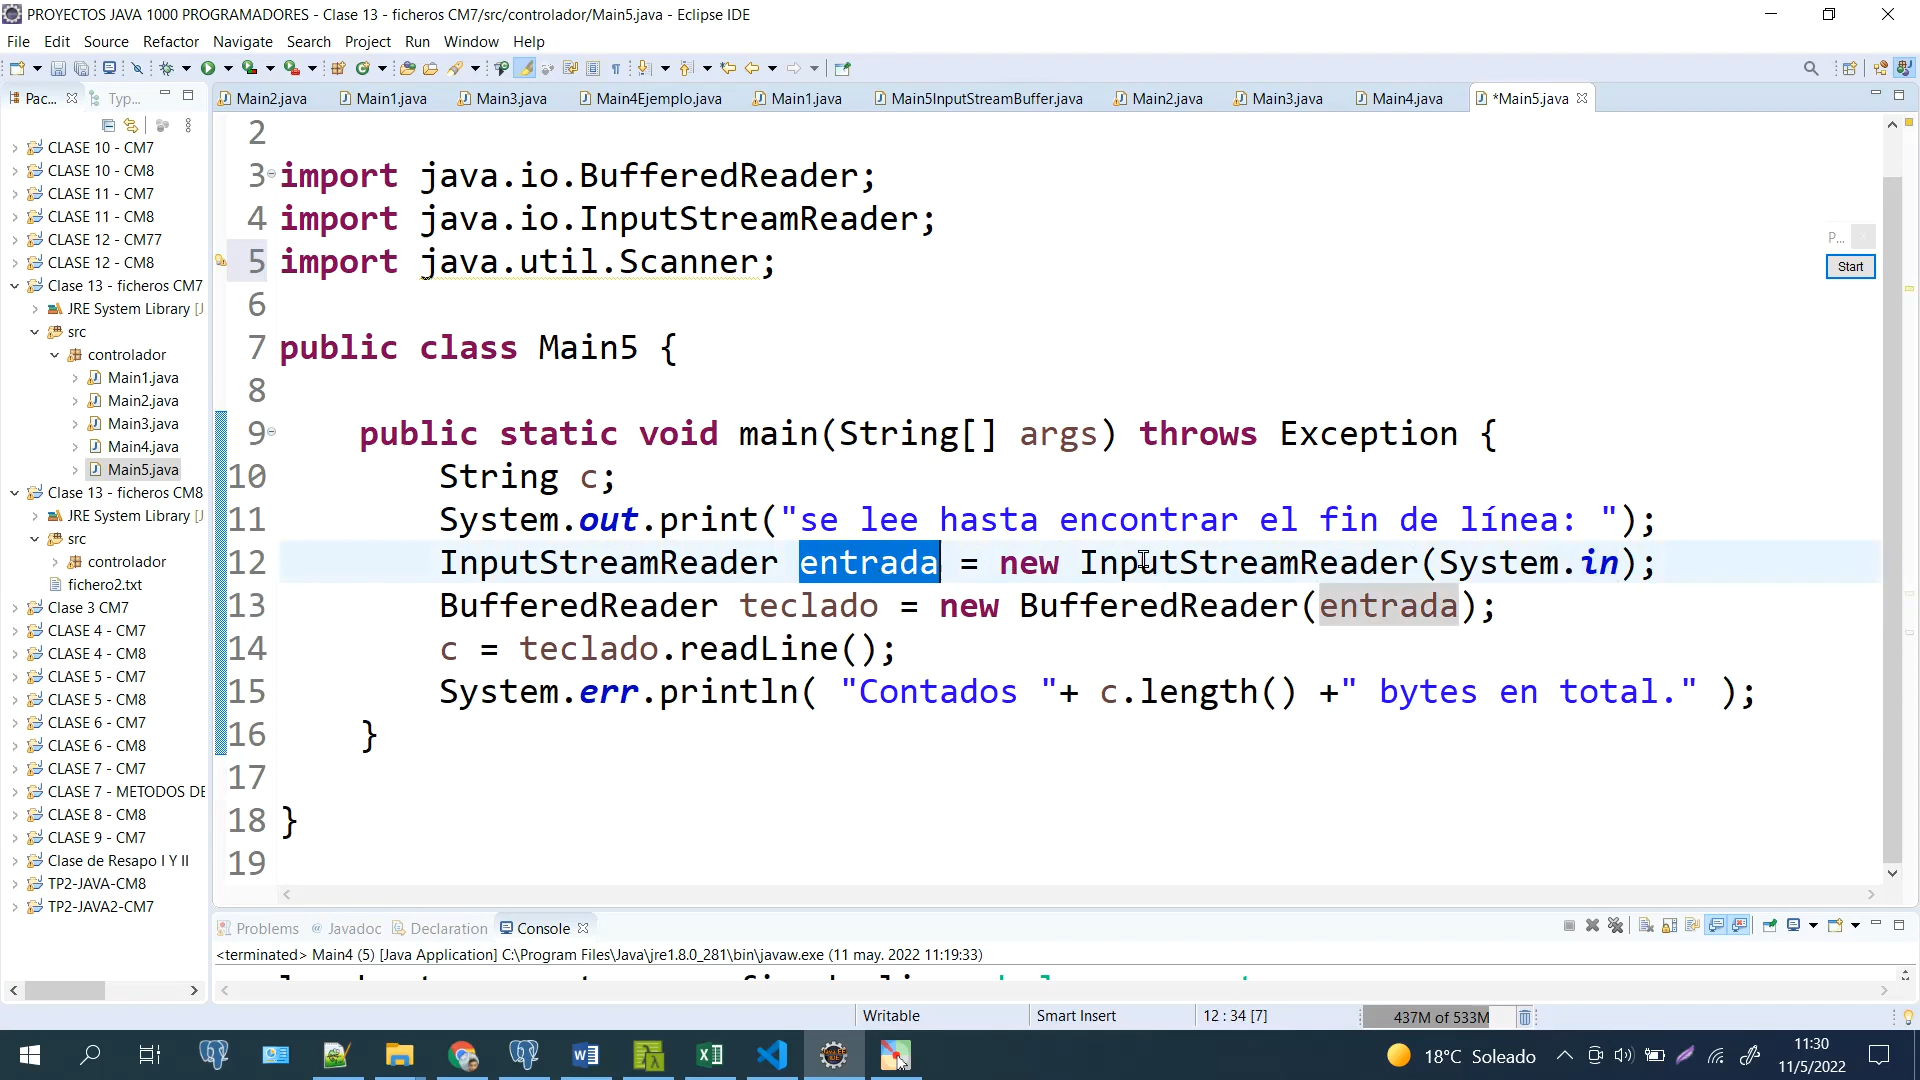 PROYECTOS JAVA 1000 PROGRAMADORES - Clase 13 - ficheros CM7/src/controlador/Main5.java - Eclipse IDE
File Edit Source Refactor Navigate Search Project Run Window Help
Pac... Typ...
Main2.java Main1.java Main3.java Main4Ejemplo.java Main1.java Main5InputStreamBuffer.java Main2.java Main3.java Main4.java *Main5.java
CLASE 10 - CM7
CLASE 10 - CM8
CLASE 11 - CM7
CLASE 11 - CM8
CLASE 12 - CM77
CLASE 12 - CM8
Clase 13 - ficheros CM7
JRE System Library [J
src
controlador
Main1.java
Main2.java
Main3.java
Main4.java
Main5.java
Clase 13 - ficheros CM8
JRE System Library [J
src
controlador
fichero2.txt
Clase 3 CM7
CLASE 4 - CM7
CLASE 4 - CM8
CLASE 5 - CM7
CLASE 5 - CM8
CLASE 6 - CM7
CLASE 6 - CM8
CLASE 7 - CM7
CLASE 7 - METODOS DE
CLASE 8 - CM8
CLASE 9 - CM7
Clase de Resapo I Y II
TP2-JAVA-CM8
TP2-JAVA2-CM7
2
3 import java.io.BufferedReader;
4 import java.io.InputStreamReader;
5 import java.util.Scanner;
6
7 public class Main5 {
8
9 public static void main(String[] args) throws Exception {
10 String c;
11 System.out.print("se lee hasta encontrar el fin de línea: ");
12 InputStreamReader entrada = new InputStreamReader(System.in);
13 BufferedReader teclado = new BufferedReader(entrada);
14 c = teclado.readLine();
15 System.err.println( "Contados "+ c.length() +" bytes en total." );
16 }
17
18 }
19
P...
Start
Problems Javadoc Declaration Console
<terminated> Main4 (5) [Java Application] C:\Program Files\Java\jre1.8.0_281\bin\javaw.exe (11 may. 2022 11:19:33)
Writable Smart Insert 12 : 34 [7] 437M of 533M
18°C Soleado
11:30
11/5/2022